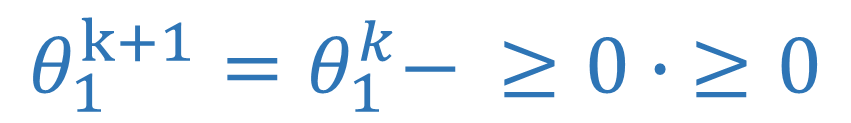 θ₁ᵏ⁺¹ = θ₁ᵏ − ≥ 0 · ≥ 0